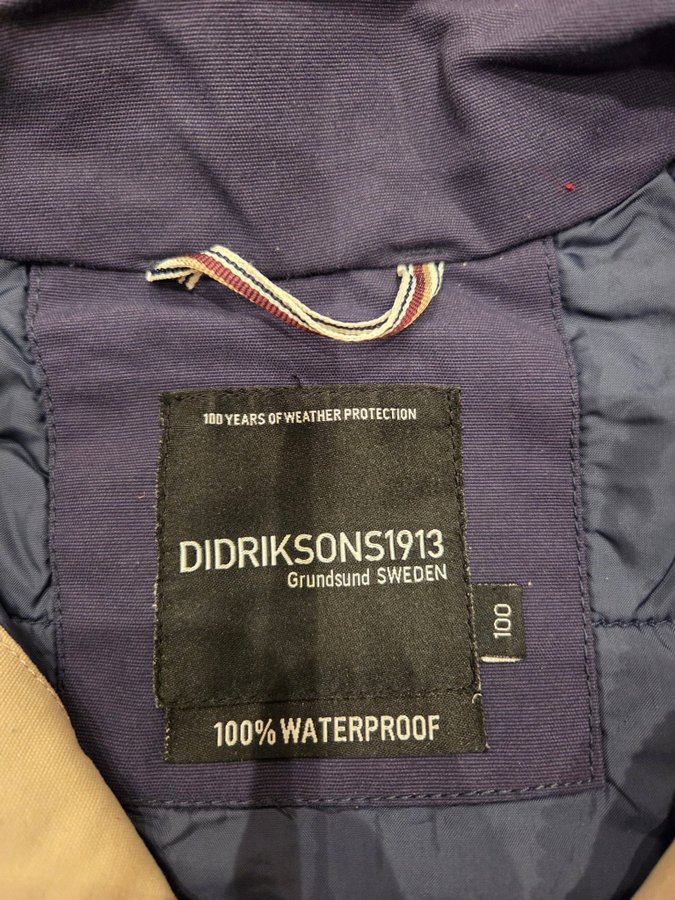 100 YEARS OF WEATHER PROTECTION
DIDRIKSONS1913
Grundsund SWEDEN
100
100% WATERPROOF